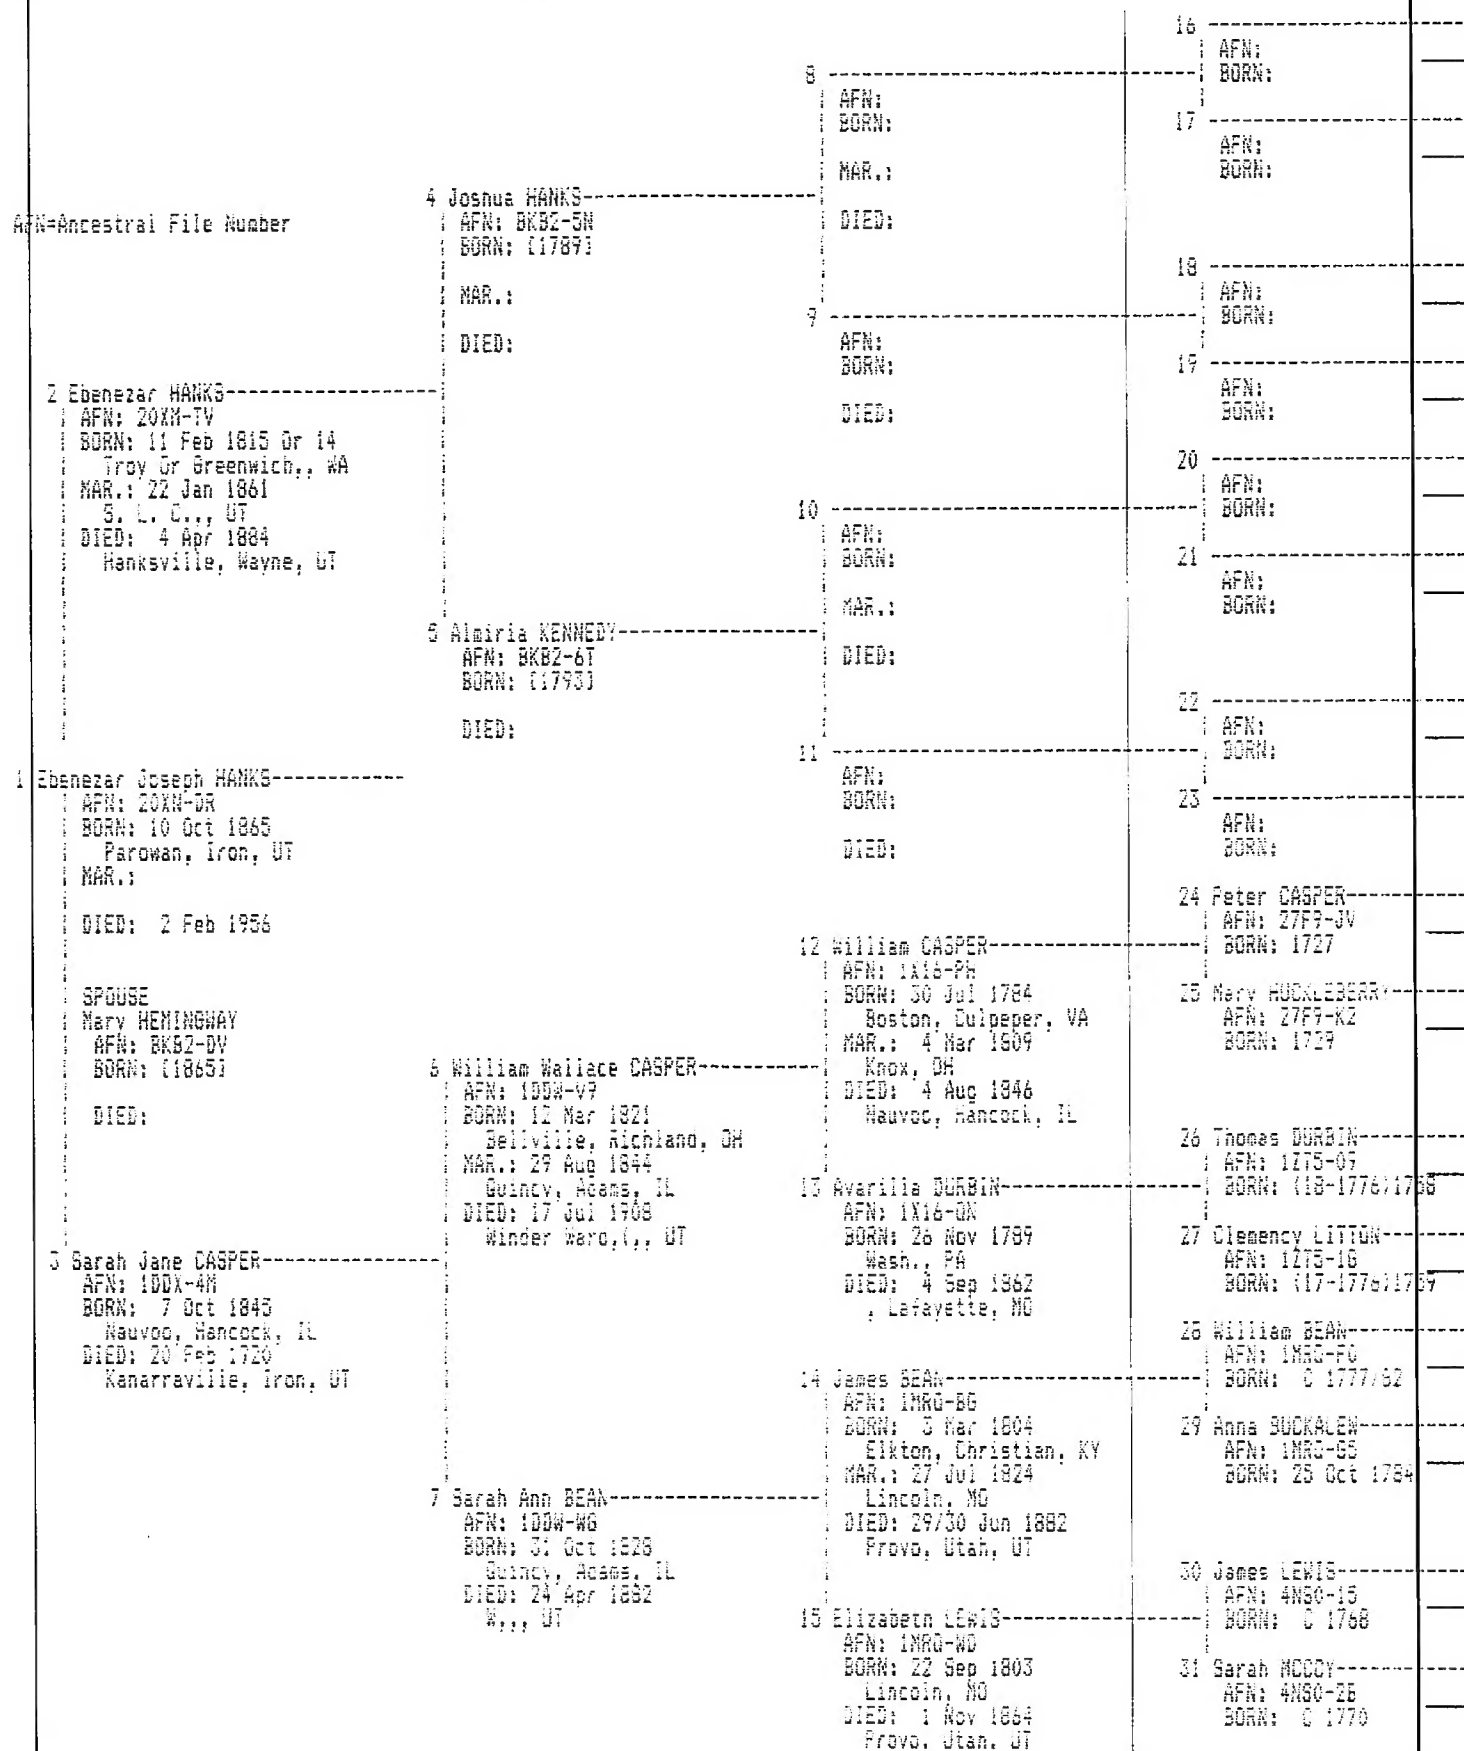 AFN=Ancestral File Number
1 Ebenezar Joseph HANKS
AFN: 20XN-DR
BORN: 10 Oct 1865
Parowan, Iron, UT
MAR.:
DIED: 2 Feb 1956
SPOUSE
Mary HEMINGWAY
AFN: BKB2-DV
BORN: [1865]
DIED:
2 Ebenezar HANKS
AFN: 20XM-TV
BORN: 11 Feb 1815 Or 14
Troy Or Greenwich,, WA
MAR.: 22 Jan 1861
S. L. C.,, UT
DIED: 4 Apr 1884
Hanksville, Wayne, UT
3 Sarah Jane CASPER
AFN: 1DDX-4M
BORN: 7 Oct 1845
Nauvoo, Hancock, IL
DIED: 20 Feb 1720
Kanarraville, Iron, UT
4 Joshua HANKS
AFN: BKB2-5N
BORN: [1789]
MAR.:
DIED:
5 Almiria KENNEDY
AFN: BKB2-6T
BORN: [1793]
DIED:
6 William Wallace CASPER
AFN: 1DDW-V9
BORN: 12 Mar 1821
Bellville, Richland, OH
MAR.: 29 Aug 1844
Quincy, Adams, IL
DIED: 17 Jul 1908
Winder Ward,(,, UT
7 Sarah Ann BEAN
AFN: 1DDW-WG
BORN: 31 Oct 1828
Quincy, Adams, IL
DIED: 24 Apr 1882
W,,, UT
8
AFN:
BORN:
MAR.:
DIED:
9
AFN:
BORN:
DIED:
10
AFN:
BORN:
MAR.:
DIED:
11
AFN:
BORN:
DIED:
12 William CASPER
AFN: 1X16-PH
BORN: 30 Jul 1784
Boston, Culpeper, VA
MAR.: 4 Mar 1809
Knox, OH
DIED: 4 Aug 1846
Nauvoo, Hancock, IL
13 Avarilla DURBIN
AFN: 1X16-QN
BORN: 26 Nov 1789
Wash., PA
DIED: 4 Sep 1862
, Lafayette, MO
14 James BEAN
AFN: 1MRG-BG
BORN: 3 Mar 1804
Elkton, Christian, KY
MAR.: 27 Jul 1824
Lincoln, MO
DIED: 29/30 Jun 1882
Provo, Utah, UT
15 Elizabeth LEWIS
AFN:
BORN: 22 Sep 1803
Lincoln, MO
DIED: 1 Nov 1864
Provo, Utah, UT
16
AFN:
BORN:
17
AFN:
BORN:
18
AFN:
BORN:
19
AFN:
BORN:
20
AFN:
BORN:
21
AFN:
BORN:
22
AFN:
BORN:
23
AFN:
BORN:
24 Peter CASPER
AFN: 27F9-JV
BORN: 1727
25 Mary HUCKLEBERRY
AFN: 27F9-K2
BORN: 1729
26 Thomas DURBIN
AFN: 1Z75-09
BORN: (18-1776)1758
27 Clemency LITTON
AFN: 1Z75-1G
BORN: (17-1776)1759
28 William BEAN
AFN:
BORN: C 1777/82
29 Anna BUCKALEW
AFN: 1MRG-G5
BORN: 25 Oct 1784
30 James LEWIS
AFN: 4NS0-15
BORN: C 1768
31 Sarah MCCOY
AFN: 4NS0-2B
BORN: C 1770